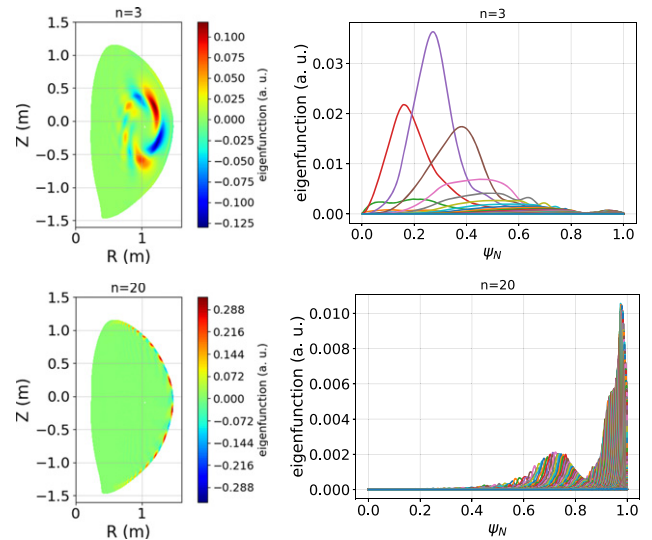 n=3
1.5
1.0
0.5
0.0
−0.5
−1.0
−1.5
Z (m)
0
1
R (m)
0.100
0.075
0.050
0.025
0.000
−0.025
−0.050
−0.075
−0.100
−0.125
eigenfunction (a. u.)
n=3
0.03
0.02
0.01
0.00
eigenfunction (a. u.)
0.0 0.2 0.4 0.6 0.8 1.0
ψN
n=20
1.5
1.0
0.5
0.0
−0.5
−1.0
−1.5
Z (m)
0
1
R (m)
0.288
0.216
0.144
0.072
0.000
−0.072
−0.144
−0.216
−0.288
eigenfunction (a. u.)
n=20
0.010
0.008
0.006
0.004
0.002
0.000
eigenfunction (a. u.)
0.0 0.2 0.4 0.6 0.8 1.0
ψN